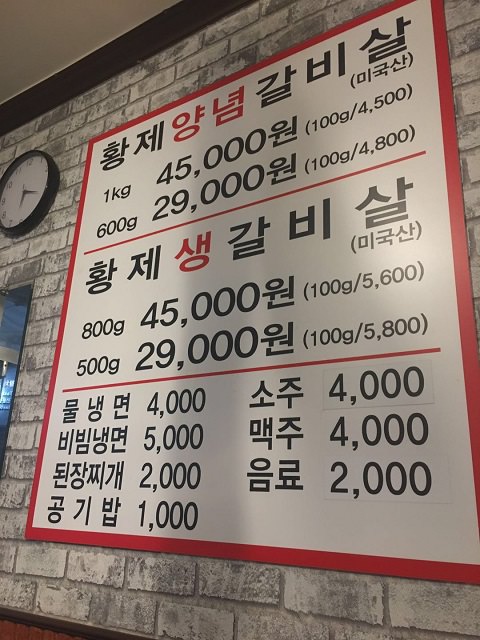 황제양념갈비살
(미국산)
1kg 45,000원 (100g/4,500)
600g 29,000원 (100g/4,800)
황제생갈비살
(미국산)
800g 45,000원 (100g/5,600)
500g 29,000원 (100g/5,800)
물냉면 4,000 소주 4,000
비빔냉면 5,000 맥주 4,000
된장찌개 2,000 음료 2,000
공기밥 1,000